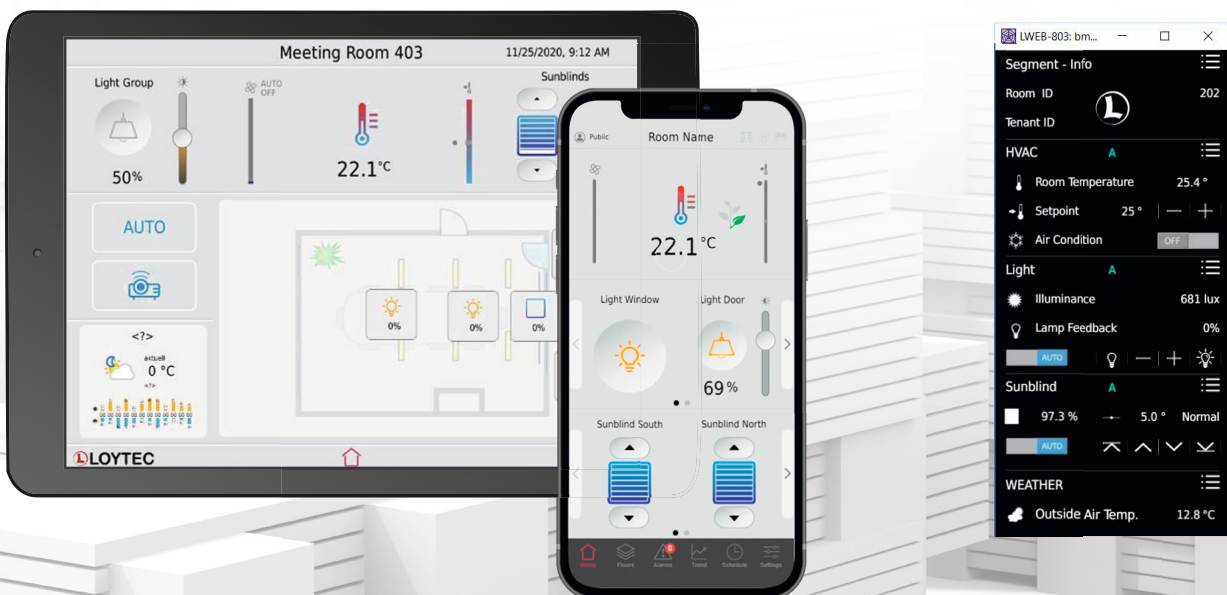 Meeting Room 403
11/25/2020, 9:12 AM
Light Group
AUTO
OFF
Sunblinds
50%
22.1°C
AUTO
0%
0%
0%
<?>
aktuell
0 °C
<?>
LOYTEC
Public
Room Name
22.1°C
Light Window
Light Door
69%
Sunblind South
Sunblind North
0
Home
Floors
Alarms
Trend
Schedule
Settings
LWEB-803: bm...
Segment - Info
Room ID
202
Tenant ID
HVAC
A
Room Temperature
25.4 °
Setpoint
25 °
Air Condition
OFF
Light
A
Illuminance
681 lux
Lamp Feedback
0%
AUTO
Sunblind
A
97.3 %
5.0 °
Normal
AUTO
WEATHER
Outside Air Temp.
12.8 °C